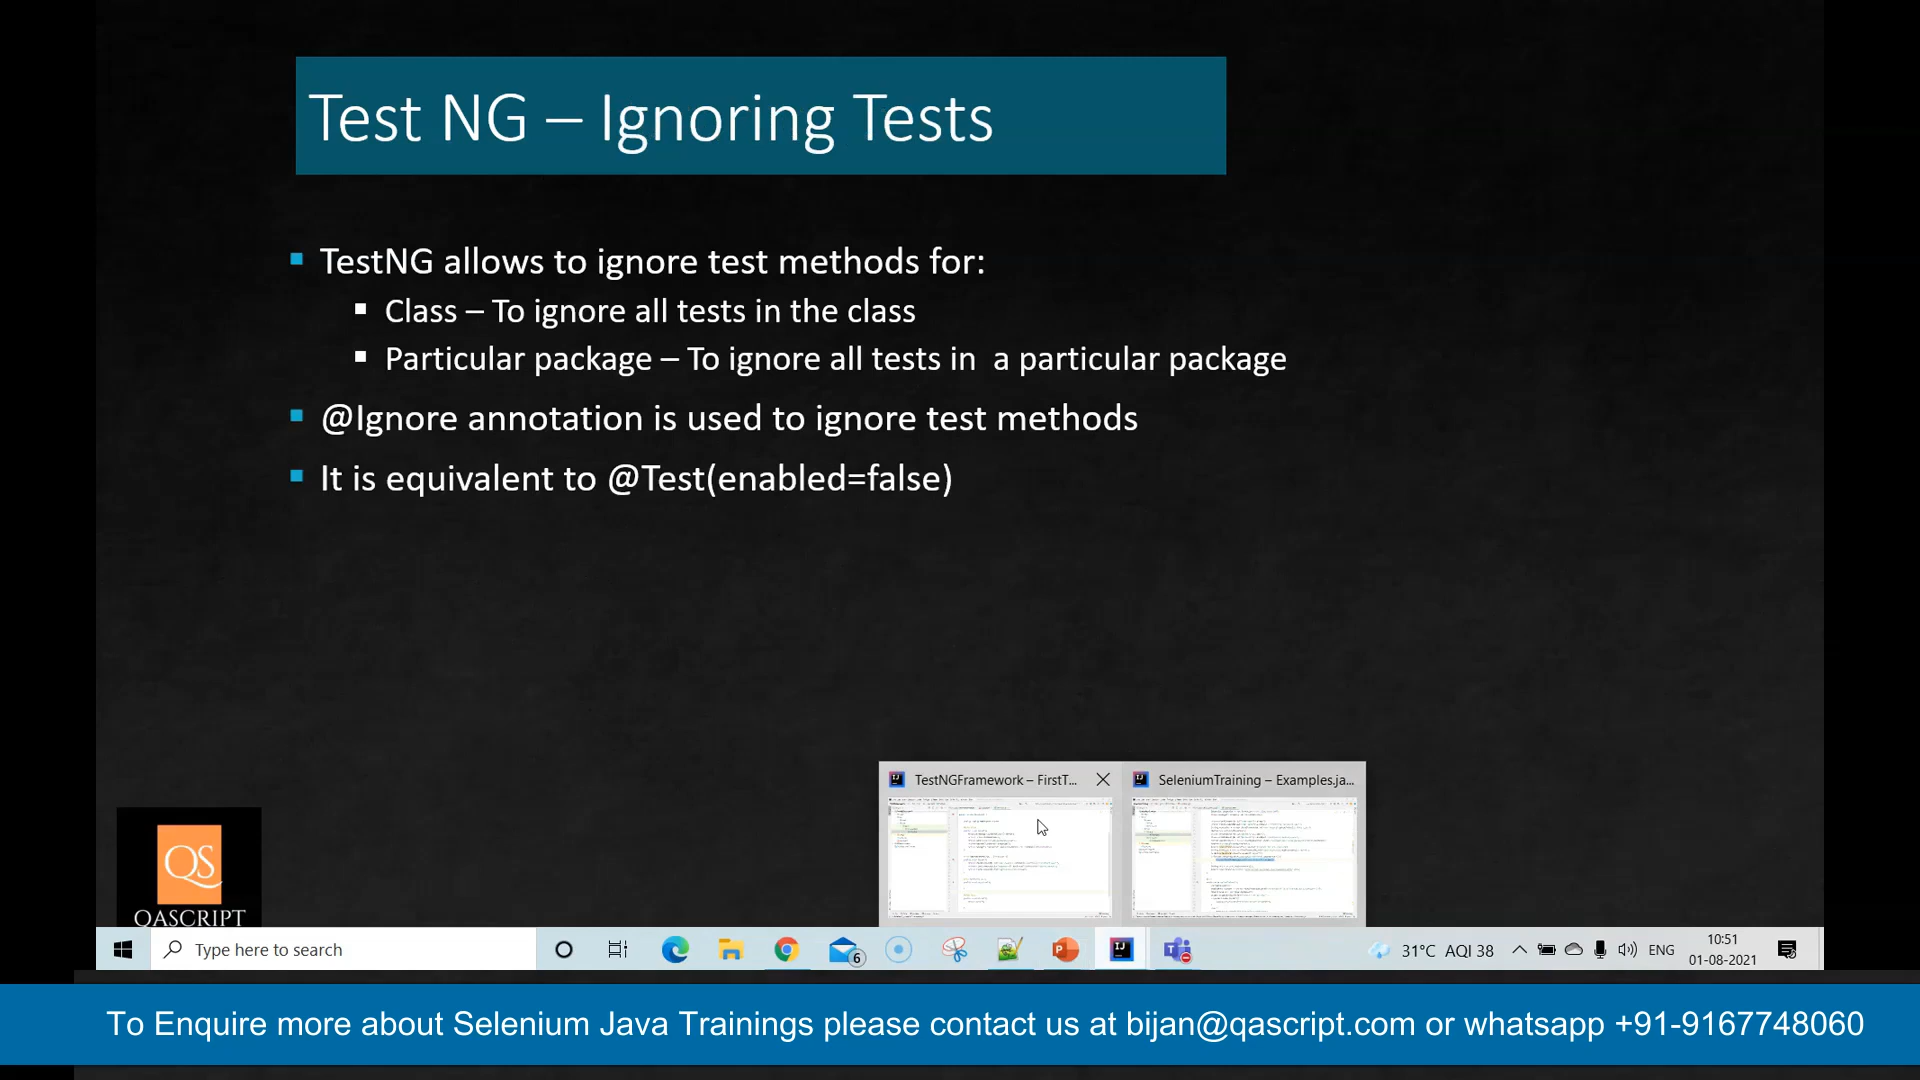 Test NG – Ignoring Tests
TestNG allows to ignore test methods for:
Class – To ignore all tests in the class
Particular package – To ignore all tests in a particular package
@Ignore annotation is used to ignore test methods
It is equivalent to @Test(enabled=false)
TestNGFramework – FirstT...
SeleniumTraining – Examples.ja...
QS
QASCRIPT
Type here to search
6
31°C AQI 38
ENG
10:51
01-08-2021
To Enquire more about Selenium Java Trainings please contact us at bijan@qascript.com or whatsapp +91-9167748060